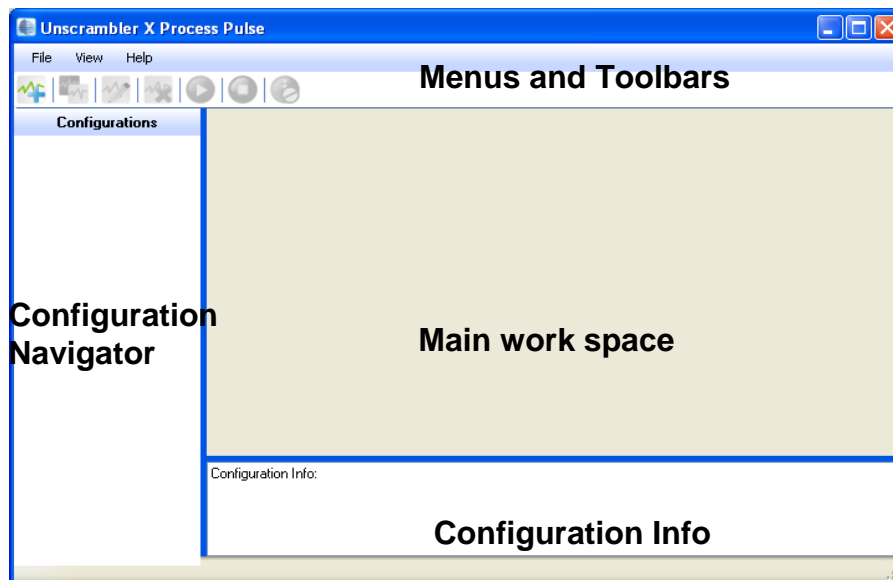 Unscrambler X Process Pulse
File View Help
Menus and Toolbars
Configurations
Configuration
Navigator
Main work space
Configuration Info:
Configuration Info